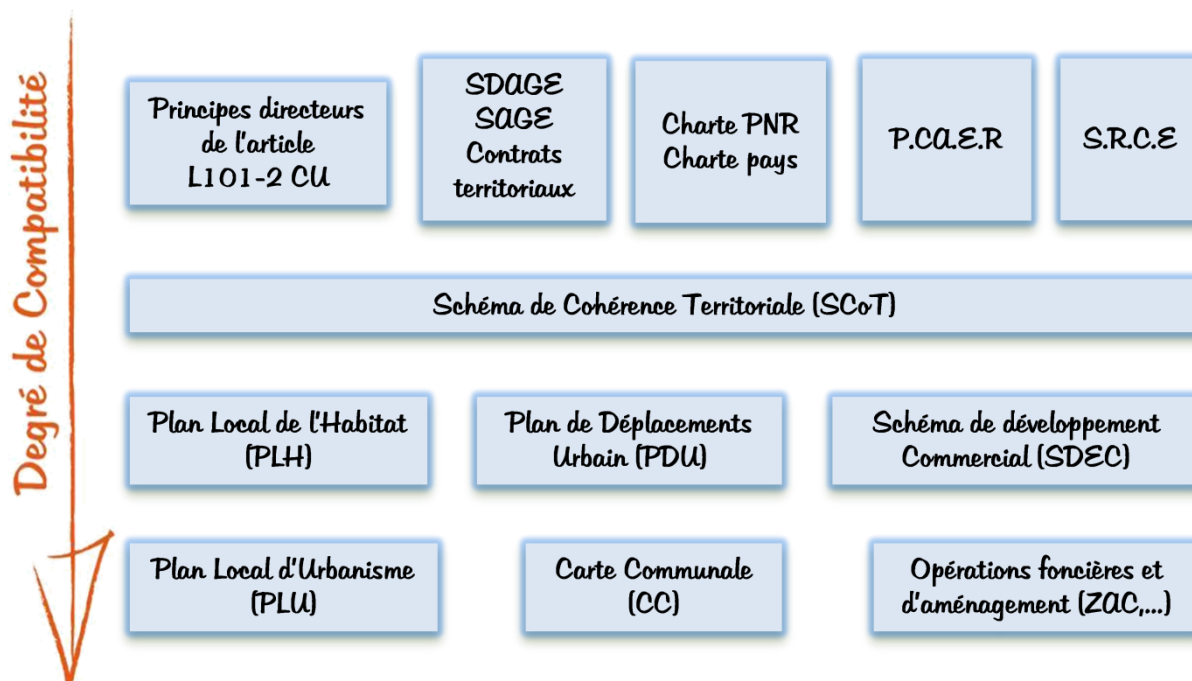 Degré de Compatibilité
Principes directeurs
de l'article
L101-2 CU
SDAGE
SAGE
Contrats
territoriaux
Charte PNR
Charte pays
P.CA.E.R
S.R.C.E
Schéma de Cohérence Territoriale (SCoT)
Plan Local de l'Habitat
(PLH)
Plan de Déplacements
Urbain (PDU)
Schéma de développement
Commercial (SDEC)
Plan Local d'Urbanisme
(PLU)
Carte Communale
(CC)
Opérations foncières et
d'aménagement (ZAC,...)